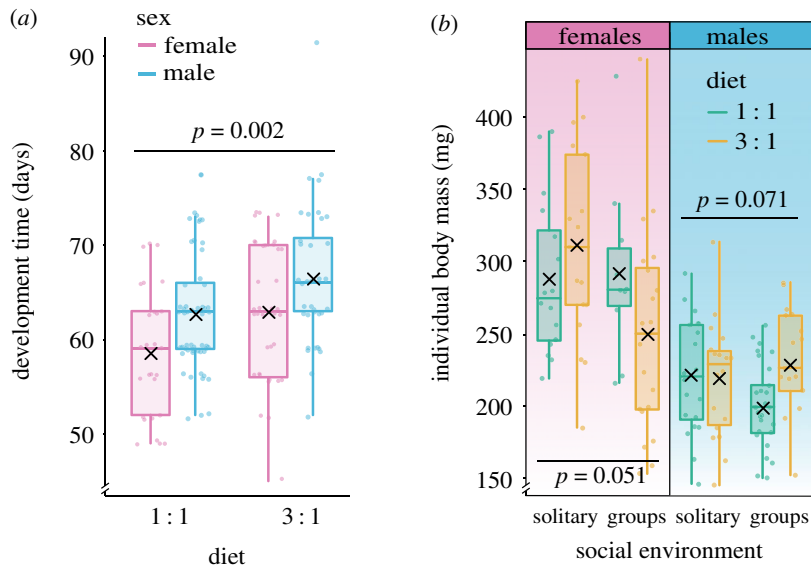 (a)
sex
female
male
p = 0.002
development time (days)
90
80
70
60
50
1 : 1
3 : 1
diet
(b)
females
males
diet
1 : 1
3 : 1
p = 0.071
individual body mass (mg)
400
350
300
250
200
150
p = 0.051
solitary groups solitary groups
social environment